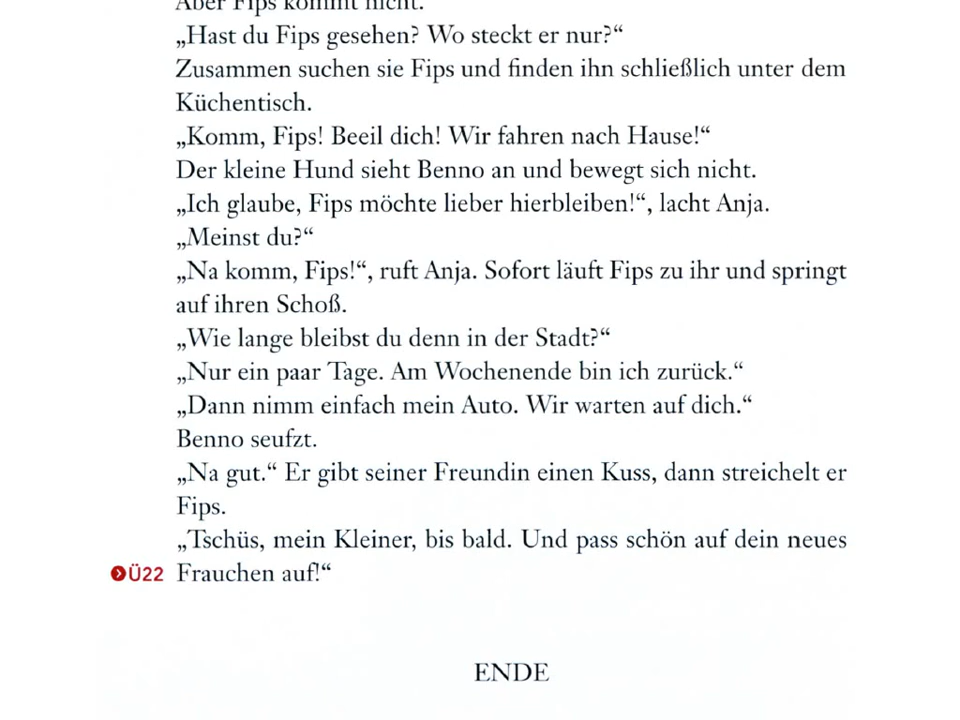 Aber Fips kommt nicht.
„Hast du Fips gesehen? Wo steckt er nur?“
Zusammen suchen sie Fips und finden ihn schließlich unter dem
Küchentisch.
„Komm, Fips! Beeil dich! Wir fahren nach Hause!“
Der kleine Hund sieht Benno an und bewegt sich nicht.
„Ich glaube, Fips möchte lieber hierbleiben!“, lacht Anja.
„Meinst du?“
„Na komm, Fips!“, ruft Anja. Sofort läuft Fips zu ihr und springt
auf ihren Schoß.
„Wie lange bleibst du denn in der Stadt?“
„Nur ein paar Tage. Am Wochenende bin ich zurück.“
„Dann nimm einfach mein Auto. Wir warten auf dich.“
Benno seufzt.
„Na gut.“ Er gibt seiner Freundin einen Kuss, dann streichelt er
Fips.
„Tschüs, mein Kleiner, bis bald. Und pass schön auf dein neues
Ü22 Frauchen auf!“
ENDE